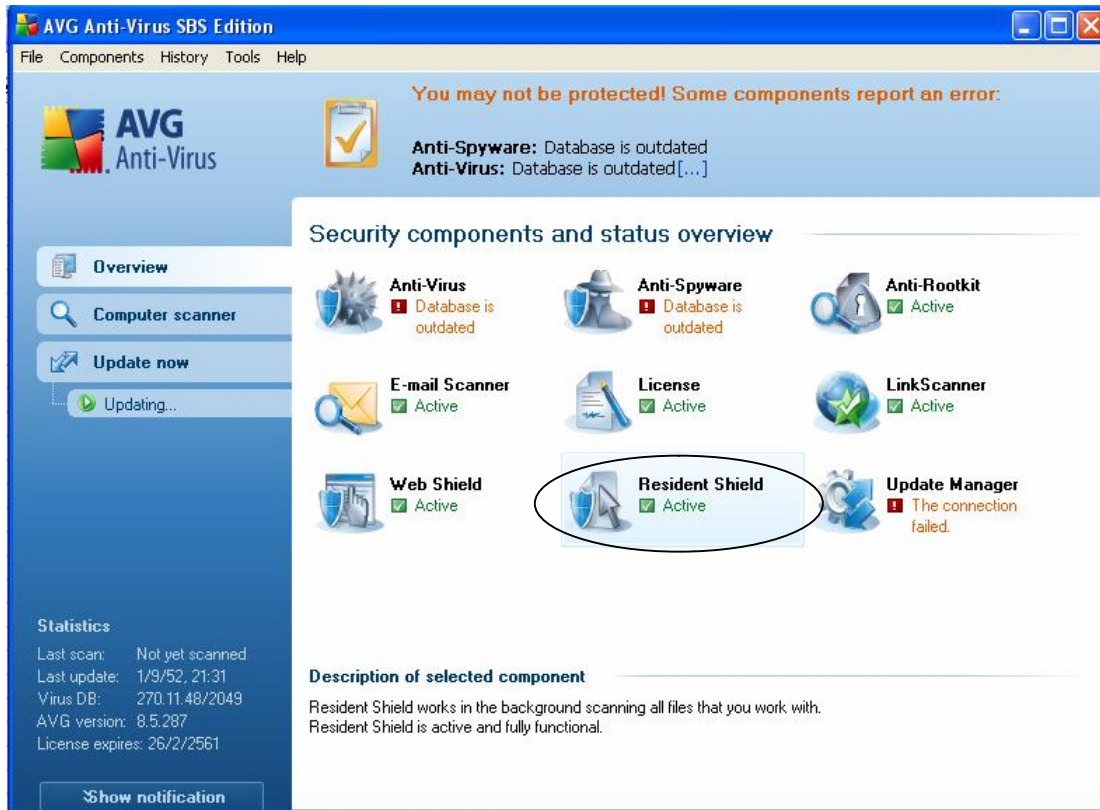 AVG Anti-Virus SBS Edition
File Components History Tools Help
AVG
Anti-Virus
You may not be protected! Some components report an error:
Anti-Spyware: Database is outdated
Anti-Virus: Database is outdated[...]
Overview
Computer scanner
Update now
Updating...
Security components and status overview
Anti-Virus
Database is
outdated
Anti-Spyware
Database is
outdated
Anti-Rootkit
Active
E-mail Scanner
Active
License
Active
LinkScanner
Active
Web Shield
Active
Resident Shield
Active
Update Manager
The connection
failed.
Statistics
Last scan: Not yet scanned
Last update: 1/9/52, 21:31
Virus DB: 270.11.48/2049
AVG version: 8.5.287
License expires: 26/2/2561
Show notification
Description of selected component
Resident Shield works in the background scanning all files that you work with.
Resident Shield is active and fully functional.